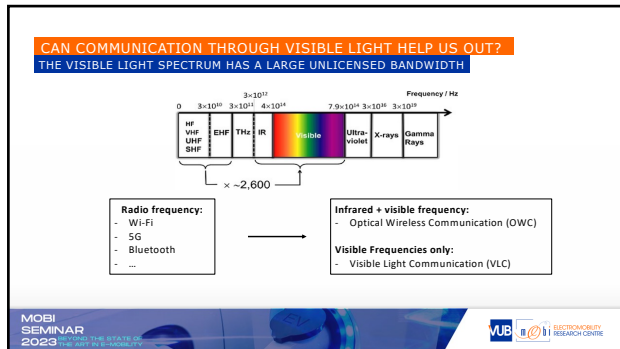 CAN COMMUNICATION THROUGH VISIBLE LIGHT HELP US OUT?
THE VISIBLE LIGHT SPECTRUM HAS A LARGE UNLICENSED BANDWIDTH
Frequency / Hz
0 3×10¹⁰ 3×10¹¹ 3×10¹² 4×10¹⁴ 7.9×10¹⁴ 3×10¹⁶ 3×10¹⁹
HF
VHF
UHF
SHF
EHF
THz
IR
Visible
Ultra-
violet
X-rays
Gamma
Rays
× ~2,600
Radio frequency:
- Wi-Fi
- 5G
- Bluetooth
- ...
Infrared + visible frequency:
- Optical Wireless Communication (OWC)
Visible Frequencies only:
- Visible Light Communication (VLC)
MOBI
SEMINAR
2023 BEYOND THE STATE OF
THE ART IN E-MOBILITY
EV
VUB
mobi
ELECTROMOBILITY
RESEARCH CENTRE